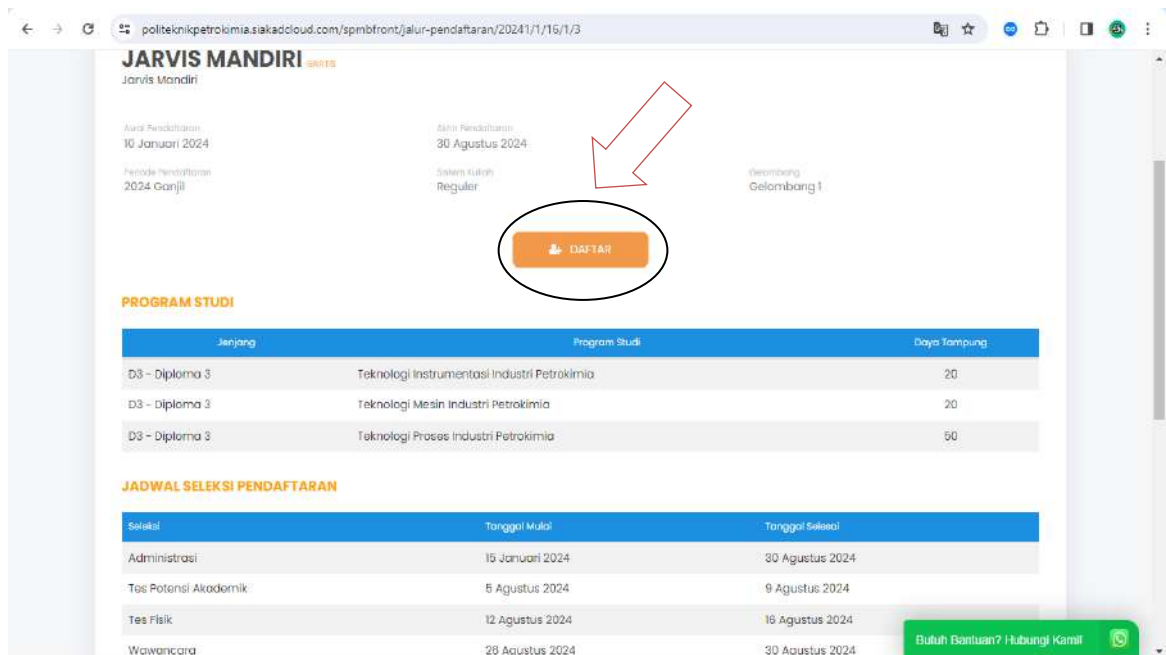 politeknikpetrokimia.siakadcloud.com/spmbfront/jalur-pendaftaran/20241/1/16/1/3
JARVIS MANDIRI GRATIS
Jarvis Mandiri
Awal Pendaftaran Akhir Pendaftaran
10 Januari 2024 30 Agustus 2024
Periode Pendaftaran Sistem Kuliah Gelombang
2024 Ganjil Reguler Gelombang 1
DAFTAR
PROGRAM STUDI
Jenjang Program Studi Daya Tampung
D3 - Diploma 3 Teknologi Instrumentasi Industri Petrokimia 20
D3 - Diploma 3 Teknologi Mesin Industri Petrokimia 20
D3 - Diploma 3 Teknologi Proses Industri Petrokimia 50
JADWAL SELEKSI PENDAFTARAN
Seleksi Tanggal Mulai Tanggal Selesai
Administrasi 15 Januari 2024 30 Agustus 2024
Tes Potensi Akademik 5 Agustus 2024 9 Agustus 2024
Tes Fisik 12 Agustus 2024 16 Agustus 2024
Wawancara 28 Agustus 2024 30 Agustus 2024
Butuh Bantuan? Hubungi Kami!